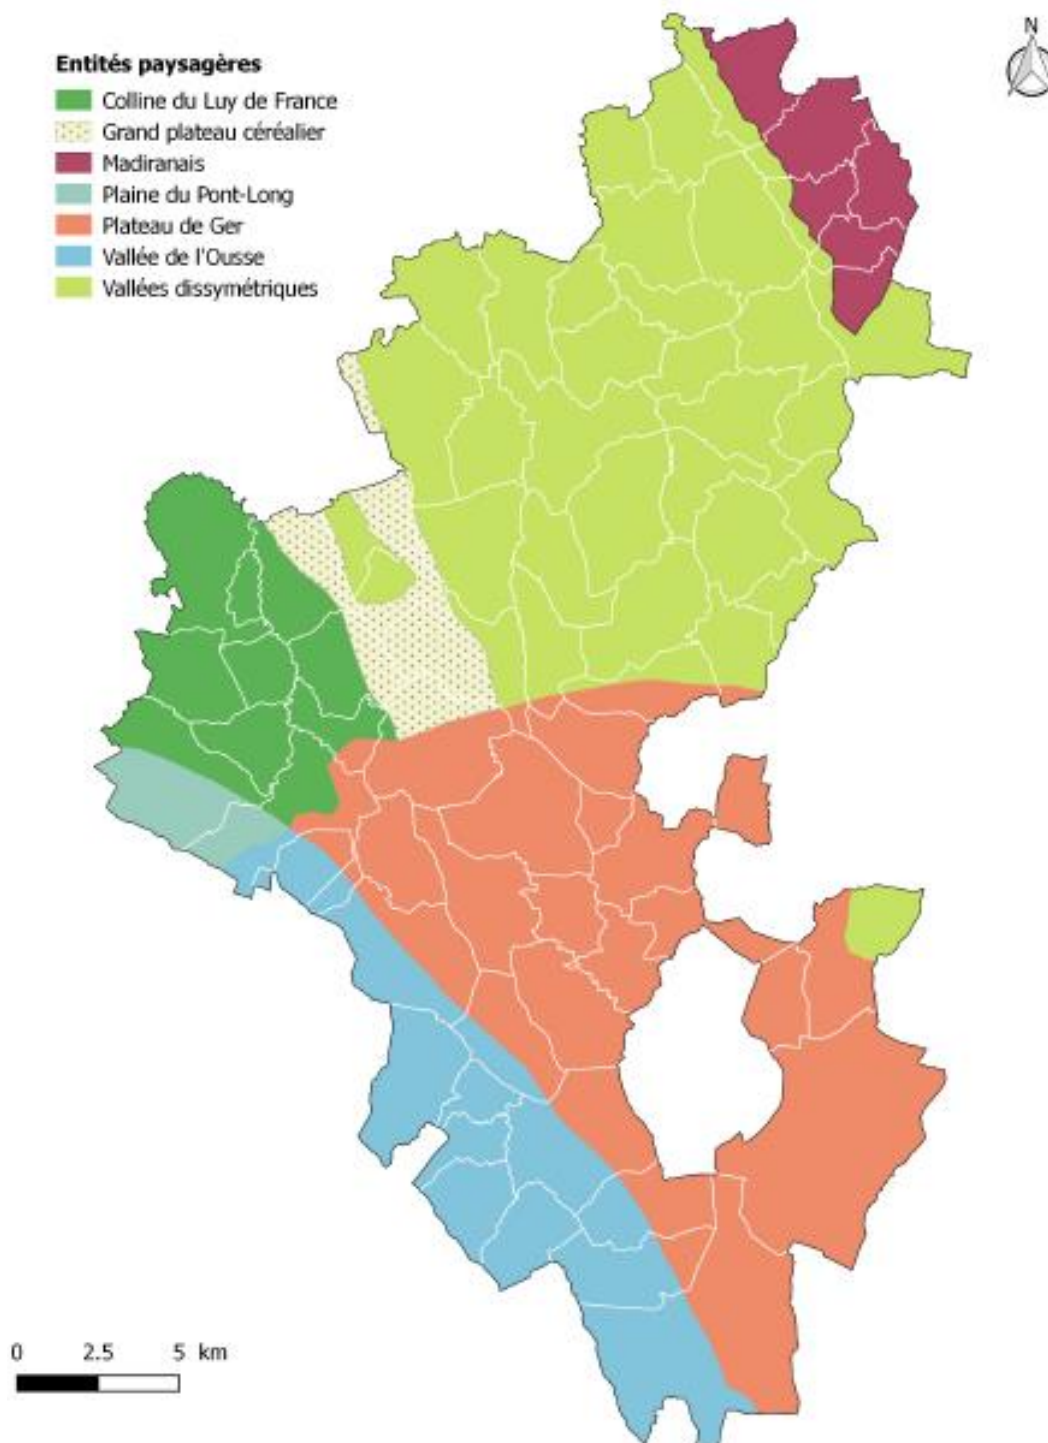 N
Entités paysagères
Colline du Luy de France
Grand plateau céréalier
Madiranais
Plaine du Pont-Long
Plateau de Ger
Vallée de l'Ousse
Vallées dissymétriques
0 2.5 5 km